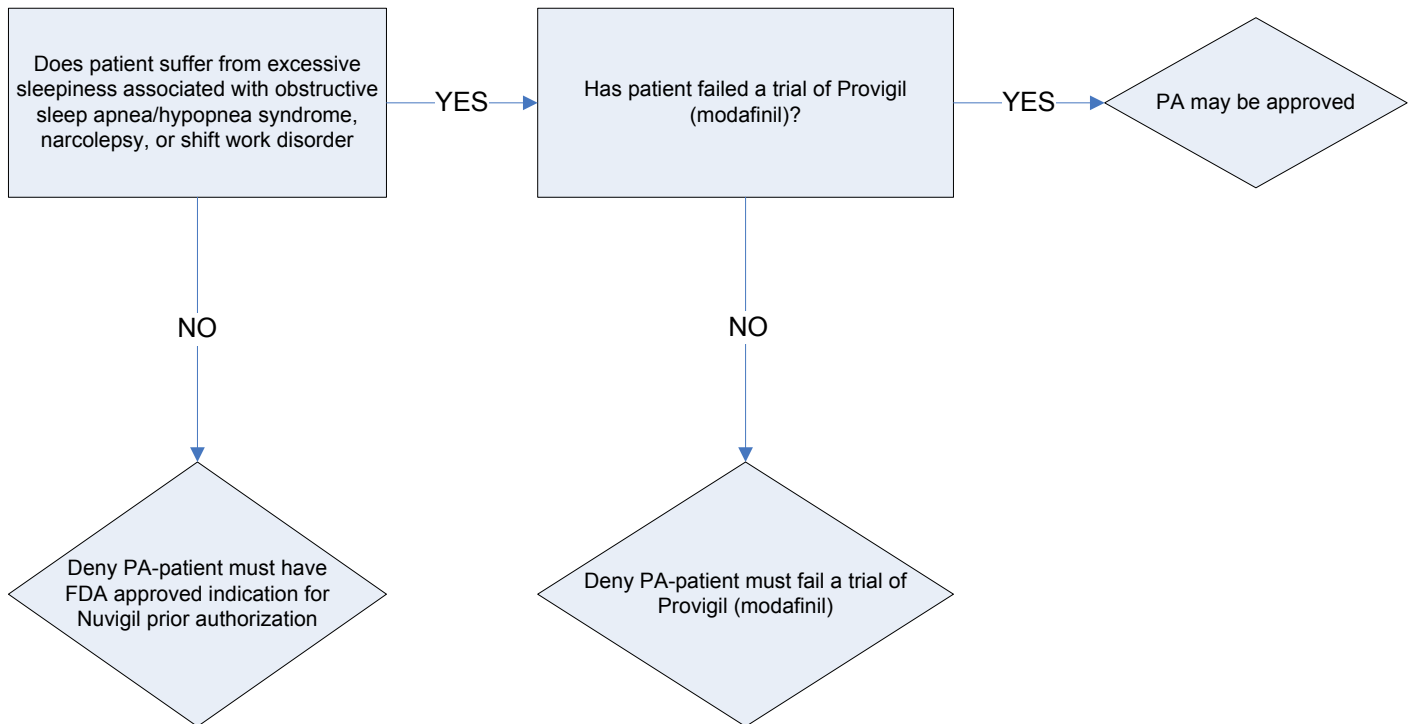 Does patient suffer from excessive
sleepiness associated with obstructive
sleep apnea/hypopnea syndrome,
narcolepsy, or shift work disorder
YES
Has patient failed a trial of Provigil
(modafinil)?
YES
PA may be approved
NO
NO
Deny PA-patient must have
FDA approved indication for
Nuvigil prior authorization
Deny PA-patient must fail a trial of
Provigil (modafinil)